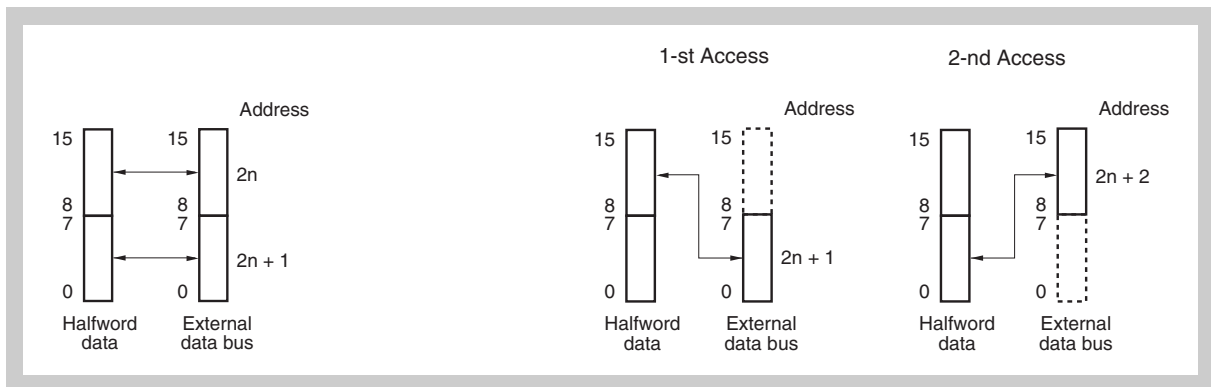 1-st Access
2-nd Access
Address
15
15
2n
8
8
7
7
2n + 1
0
0
Halfword
data
External
data bus
Address
15
15
8
8
7
7
2n + 1
0
0
Halfword
data
External
data bus
Address
15
15
2n + 2
8
8
7
7
0
0
Halfword
data
External
data bus